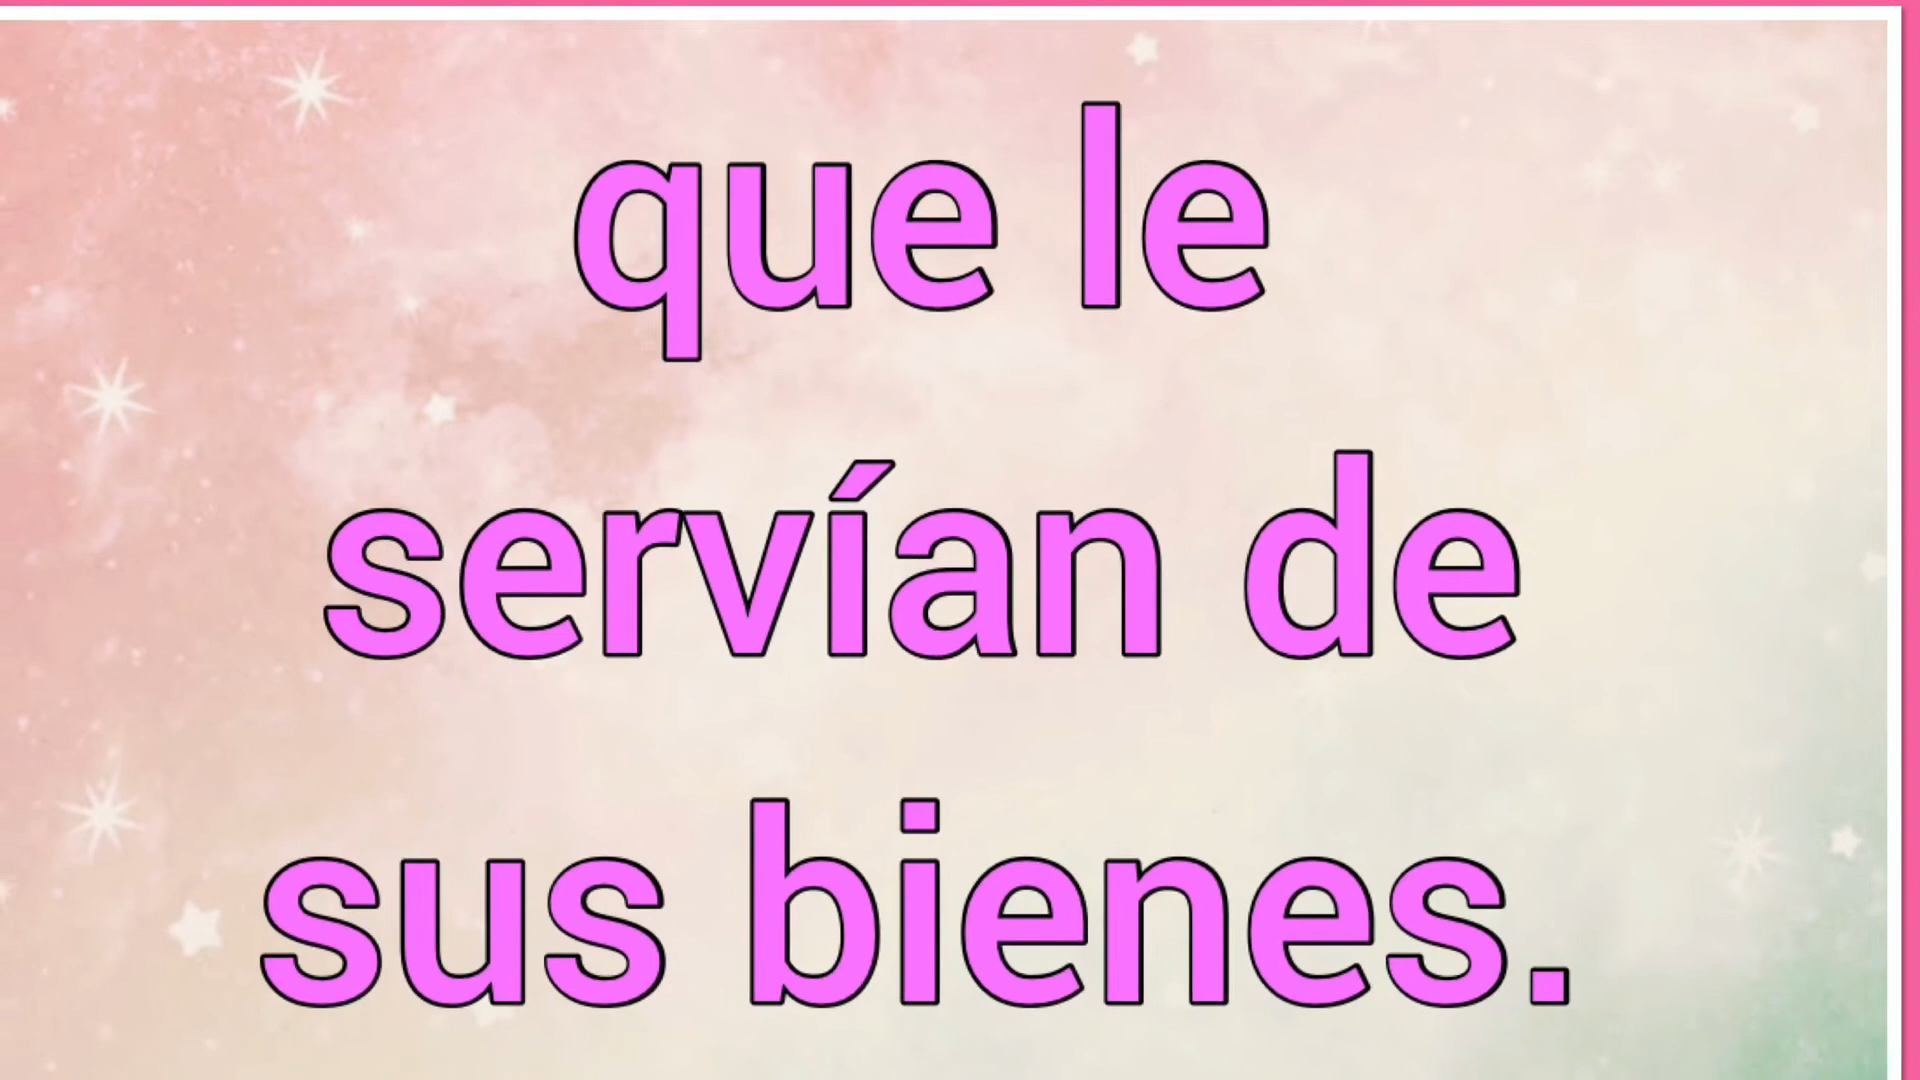 que le
servían de
sus bienes.